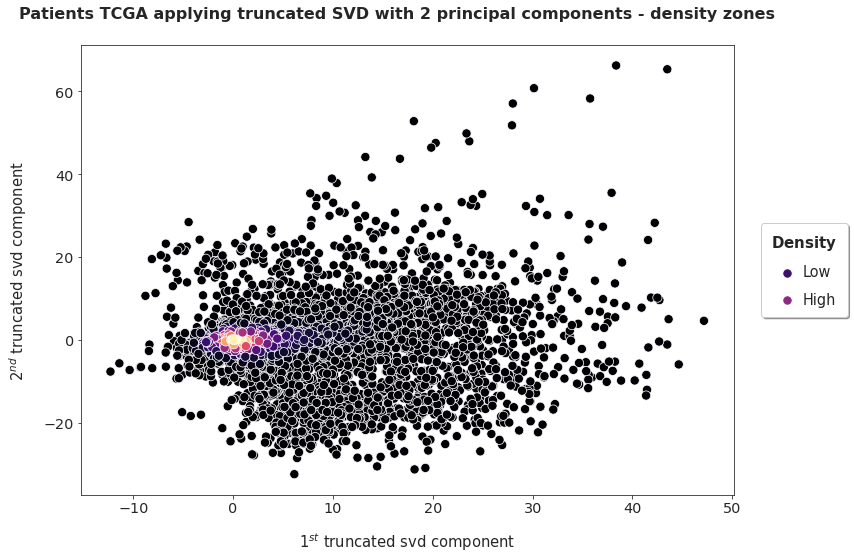 Patients TCGA applying truncated SVD with 2 principal components - density zones
60
40
20
0
−20
−10
0
10
20
30
40
50
2nd truncated svd component
1st truncated svd component
Density
Low
High